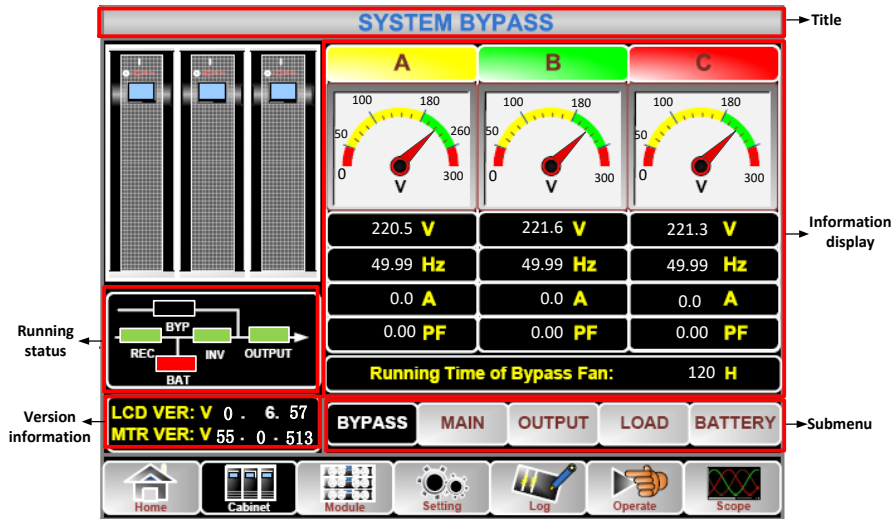 SYSTEM BYPASS
Title
A B C
100 180 100 180 100 180
50 260 50 50
0 300 0 300 0 300
V V V
220.5 V 221.6 V 221.3 V
Information
display
49.99 Hz 49.99 Hz 49.99 Hz
0.0 A 0.0 A 0.0 A
0.00 PF 0.00 PF 0.00 PF
Running Time of Bypass Fan: 120 H
Running
status
BYP
REC INV OUTPUT
BAT
Version
information
LCD VER: V 0 . 6. 57
MTR VER: V 55 . 0 . 513
BYPASS MAIN OUTPUT LOAD BATTERY
Submenu
Home Cabinet Module Setting Log Operate Scope